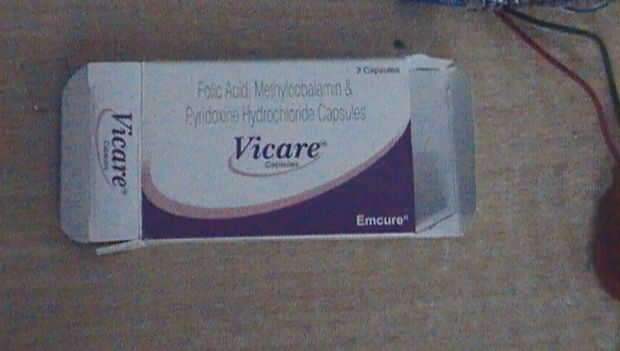 7 Capsules
Folic Acid, Methylcobalamin &
Pyridoxine Hydrochloride Capsules
Vicare®
Capsules
Emcure®
Vicare®
Capsules